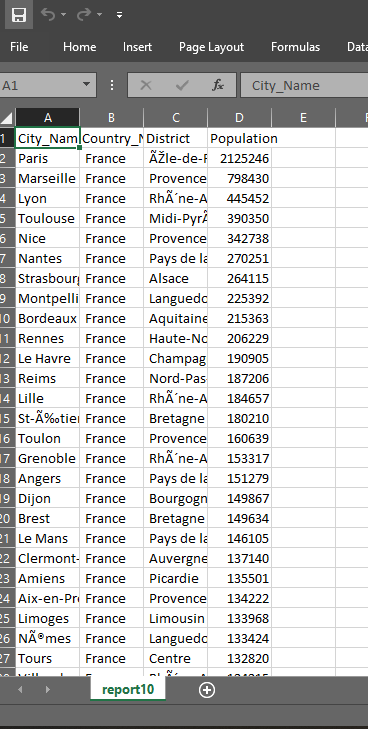 File Home Insert Page Layout Formulas Data
A1 fx City_Name
A B C D E F
1 City_Nam Country_N District Population
2 Paris France ÃŽle-de-F 2125246
3 Marseille France Provence 798430
4 Lyon France RhÃ´ne-A 445452
5 Toulouse France Midi-PyrÃ 390350
6 Nice France Provence 342738
7 Nantes France Pays de la 270251
8 Strasbourg France Alsace 264115
9 Montpelli France Languedo 225392
10 Bordeaux France Aquitaine 215363
11 Rennes France Haute-No 206229
12 Le Havre France Champag 190905
13 Reims France Nord-Pas- 187206
14 Lille France RhÃ´ne-A 184657
15 St-Ã‰tien France Bretagne 180210
16 Toulon France Provence 160639
17 Grenoble France RhÃ´ne-A 153317
18 Angers France Pays de la 151279
19 Dijon France Bourgogn 149867
20 Brest France Bretagne 149634
21 Le Mans France Pays de la 146105
22 Clermont- France Auvergne 137140
23 Amiens France Picardie 135501
24 Aix-en-Pro France Provence 134222
25 Limoges France Limousin 133968
26 NÃ®mes France Languedo 133424
27 Tours France Centre 132820
report10